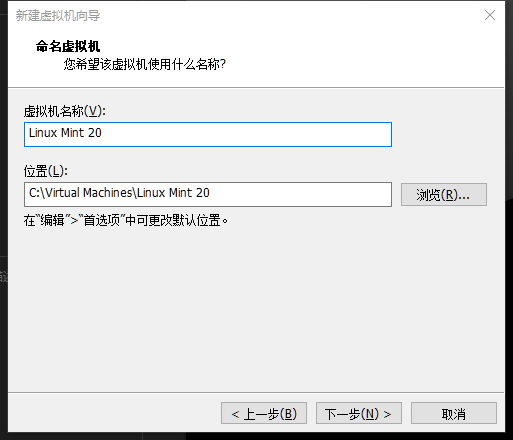 新建虚拟机向导
命名虚拟机
您希望该虚拟机使用什么名称?
虚拟机名称(V):
Linux Mint 20
位置(L):
C:\Virtual Machines\Linux Mint 20
浏览(R)...
在“编辑”>“首选项”中可更改默认位置。
< 上一步(B)
下一步(N) >
取消